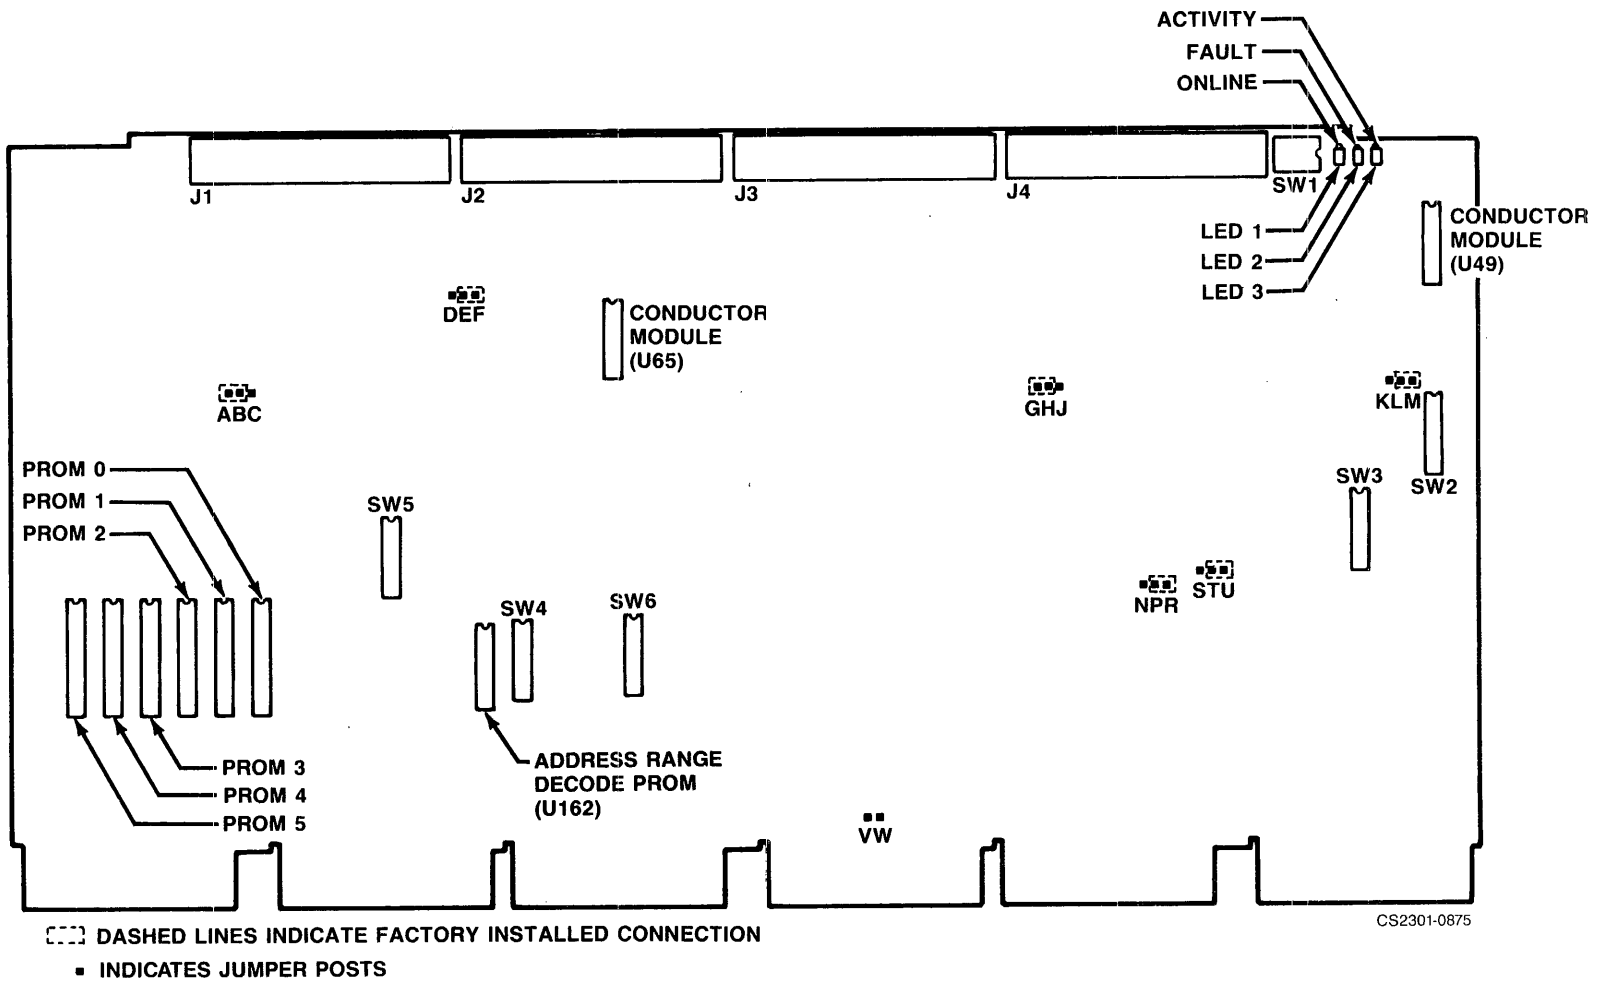 ACTIVITY
FAULT
ONLINE
J1
J2
J3
J4
SW1
LED 1
LED 2
LED 3
CONDUCTOR
MODULE
(U49)
DEF
CONDUCTOR
MODULE
(U65)
ABC
GHJ
KLM
PROM 0
PROM 1
PROM 2
SW5
SW3
SW2
SW4
SW6
NPR
STU
PROM 3
PROM 4
PROM 5
ADDRESS RANGE
DECODE PROM
(U162)
VW
CS2301-0875
DASHED LINES INDICATE FACTORY INSTALLED CONNECTION
INDICATES JUMPER POSTS